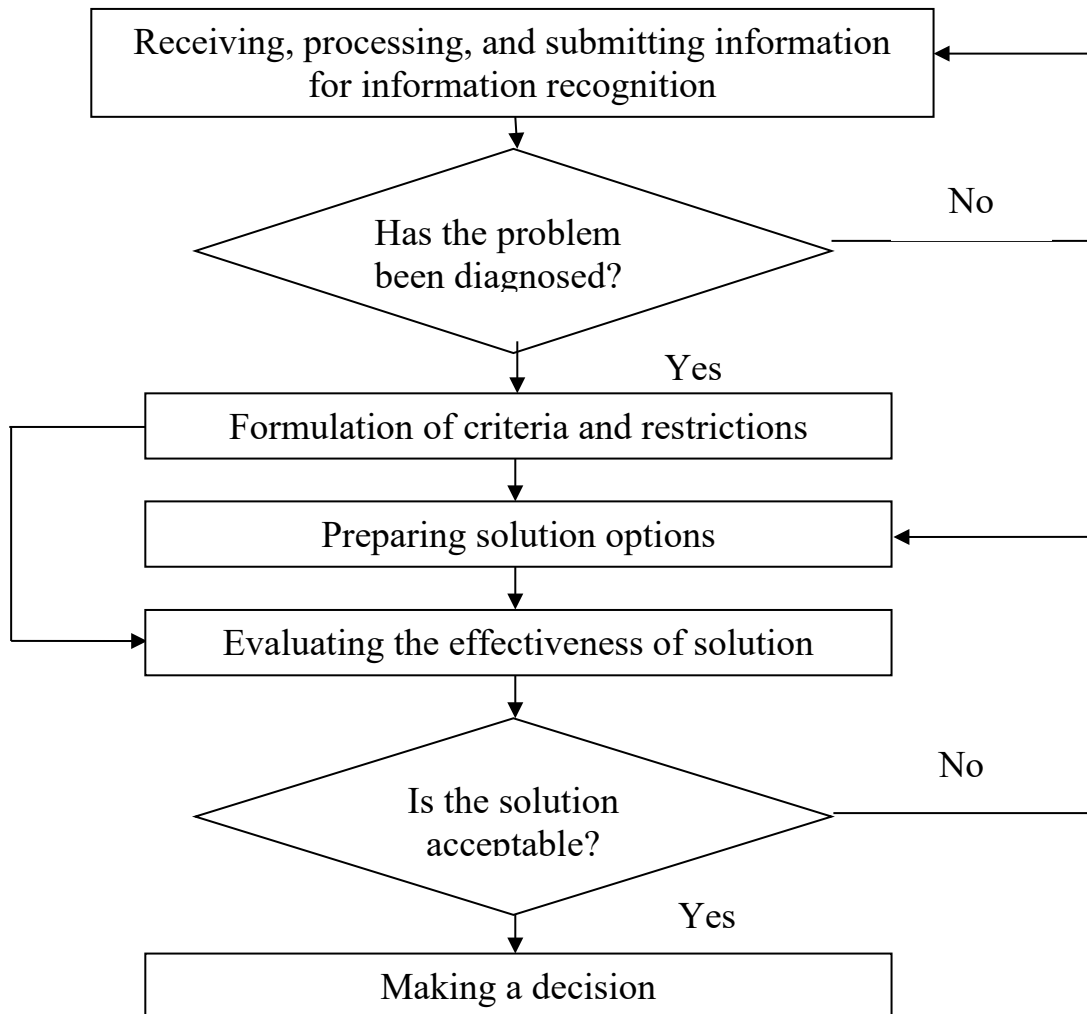 Receiving, processing, and submitting information
for information recognition
No
Has the problem
been diagnosed?
Yes
Formulation of criteria and restrictions
Preparing solution options
Evaluating the effectiveness of solution
No
Is the solution
acceptable?
Yes
Making a decision